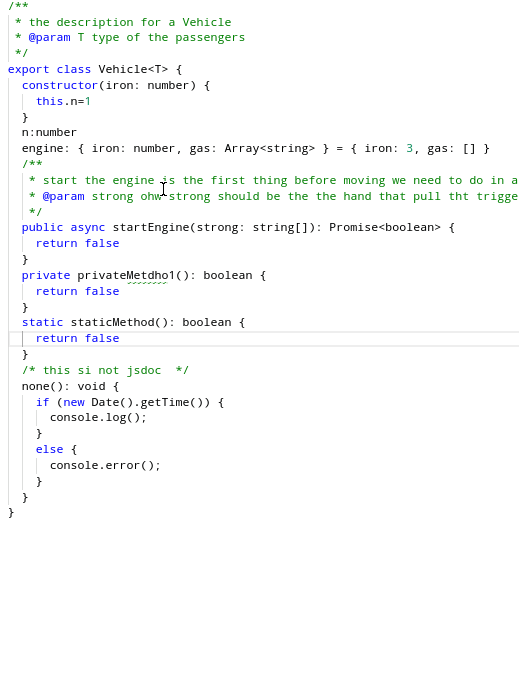 /**
 * the description for a Vehicle
 * @param T type of the passengers
 */
export class Vehicle<T> {
  constructor(iron: number) {
    this.n=1
  }
  n:number
  engine: { iron: number, gas: Array<string> } = { iron: 3, gas: [] }
  /**
   * start the engine is the first thing before moving we need to do in a
   * @param strong ohw strong should be the the hand that pull tht trigge
   */
  public async startEngine(strong: string[]): Promise<boolean> {
    return false
  }
  private privateMetdho1(): boolean {
    return false
  }
  static staticMethod(): boolean {
    return false
  }
  /* this si not jsdoc  */
  none(): void {
    if (new Date().getTime()) {
      console.log();
    }
    else {
      console.error();
    }
  }
}